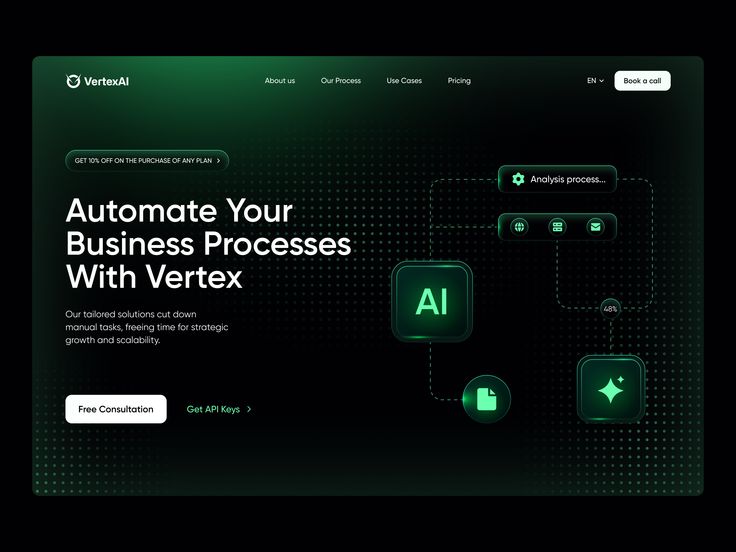 VertexAI
About us
Our Process
Use Cases
Pricing
EN
Book a call
GET 10% OFF ON THE PURCHASE OF ANY PLAN
Automate Your
Business Processes
With Vertex
Our tailored solutions cut down
manual tasks, freeing time for strategic
growth and scalability.
Free Consultation
Get API Keys
Analysis process...
AI
48%